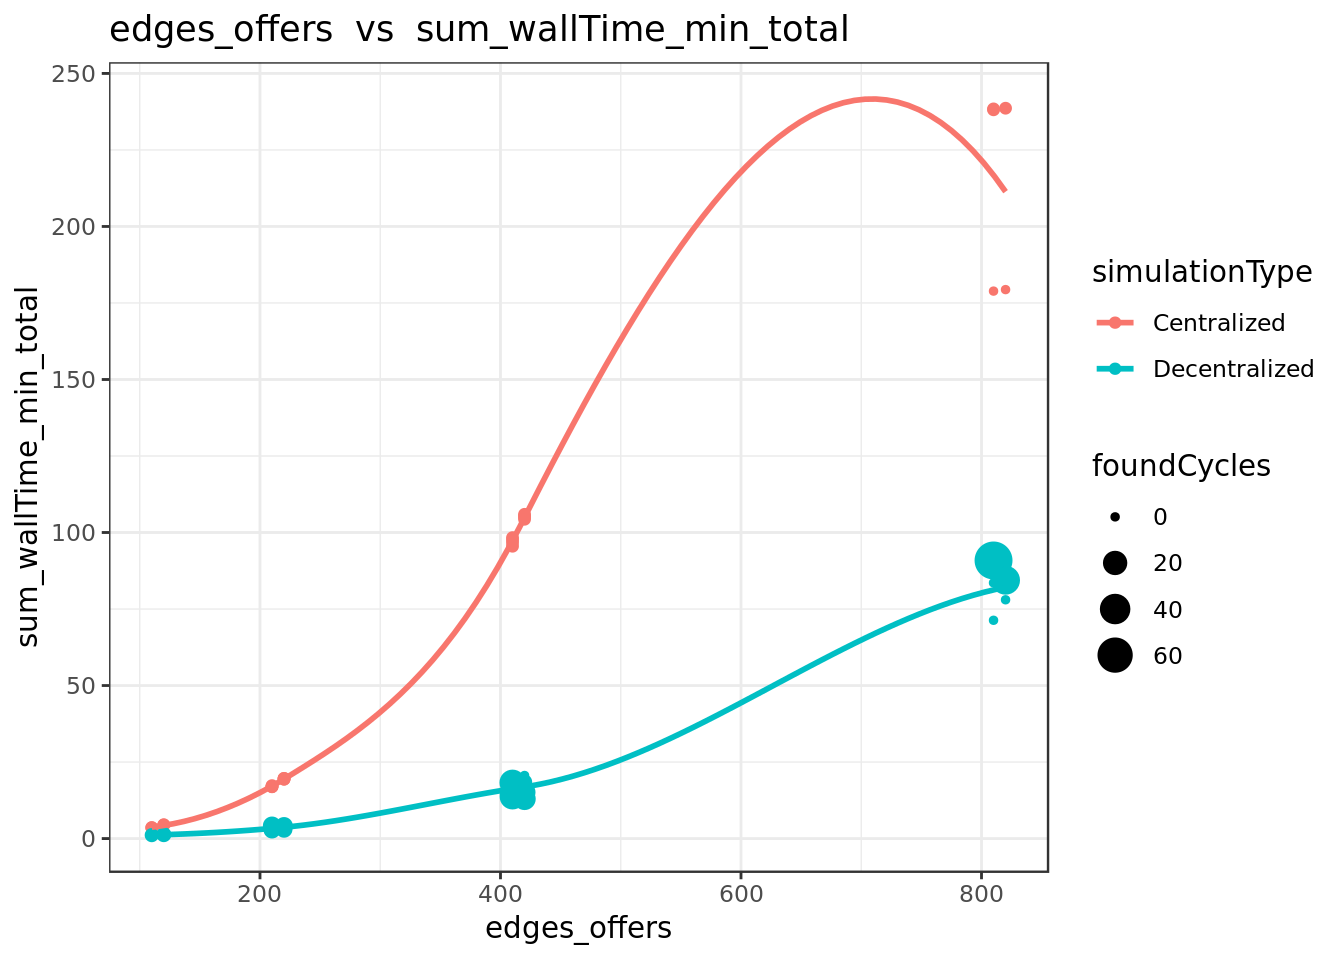 edges_offers vs sum_wallTime_min_total
sum_wallTime_min_total
250
200
150
100
50
0
200 400 600 800
edges_offers
simulationType
Centralized
Decentralized
foundCycles
0
20
40
60